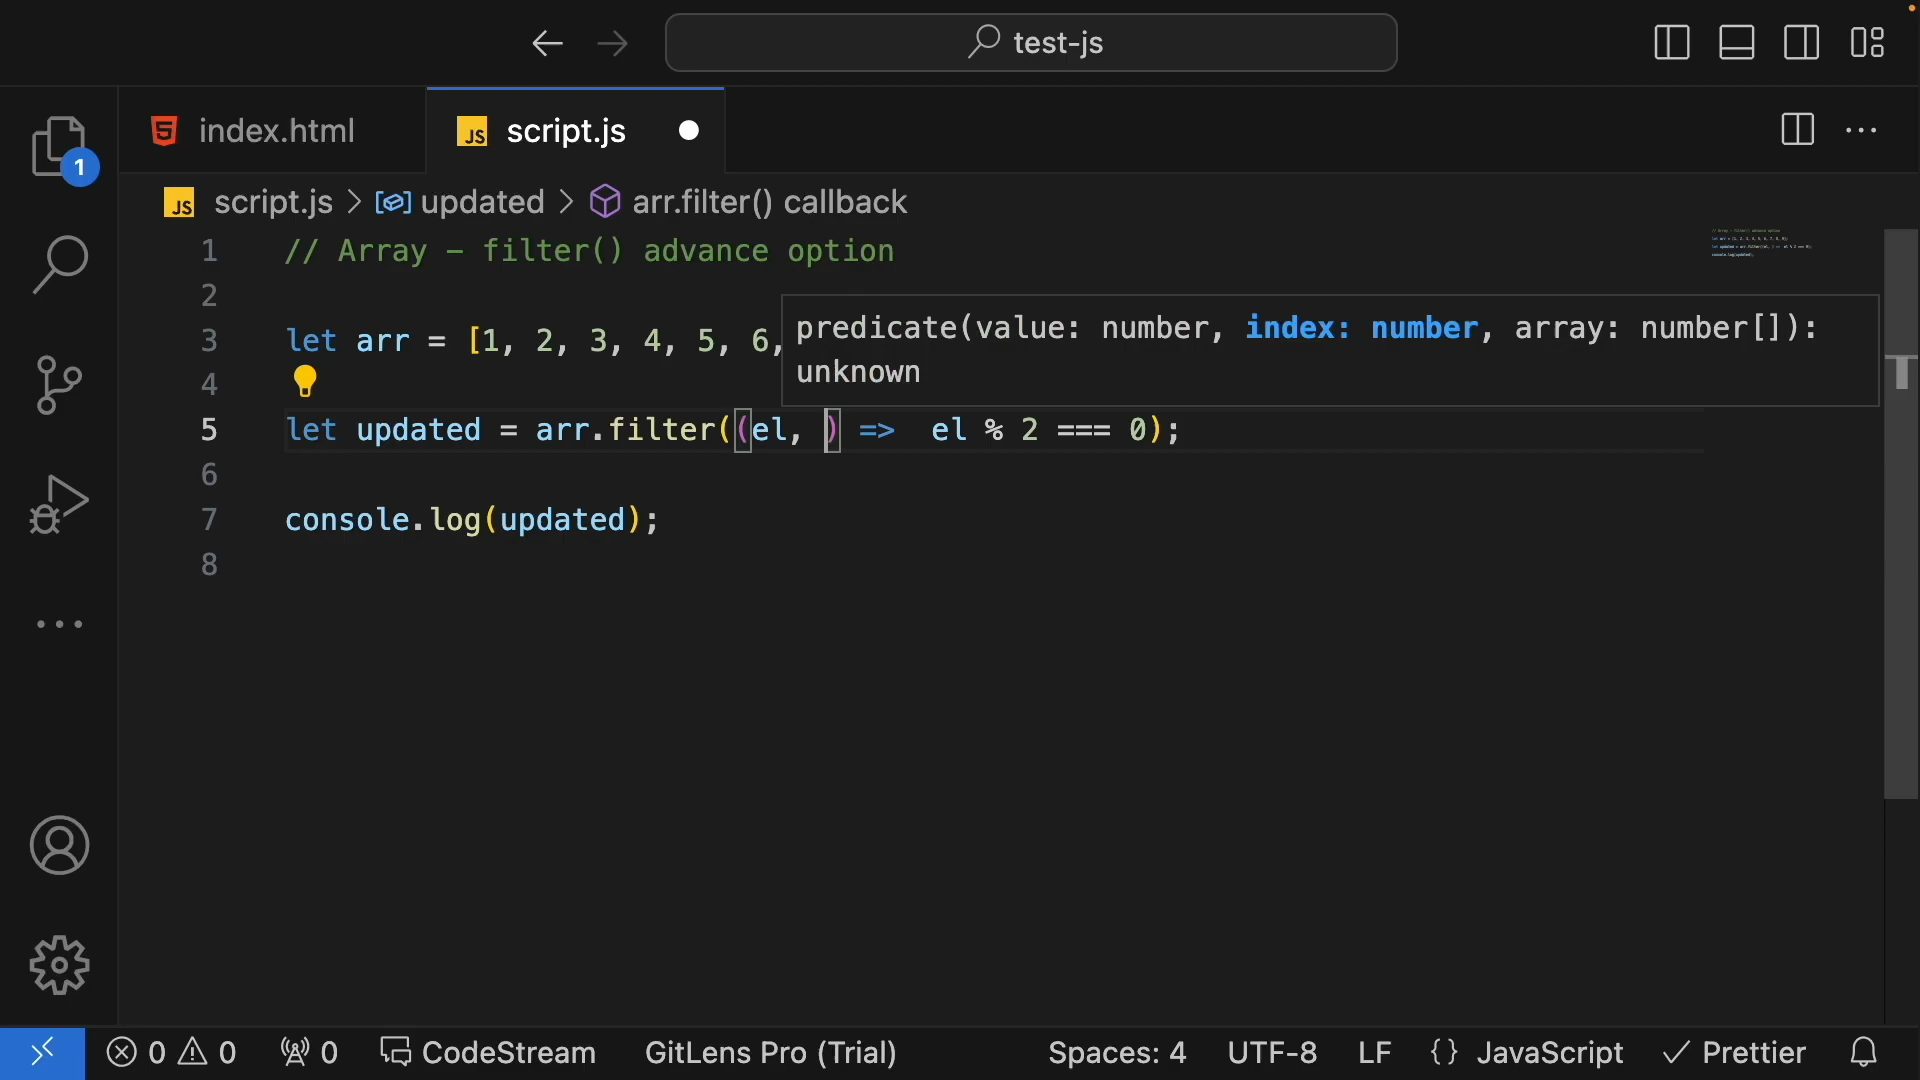 test-js
index.html
JS script.js
1
JS script.js > updated > arr.filter() callback
1 // Array - filter() advance option
2
3 let arr = [1, 2, 3, 4, 5, 6,
predicate(value: number, index: number, array: number[]):
unknown
4
5 let updated = arr.filter((el, ) => el % 2 === 0);
6
7 console.log(updated);
8
0 0 0 CodeStream GitLens Pro (Trial) Spaces: 4 UTF-8 LF {} JavaScript Prettier